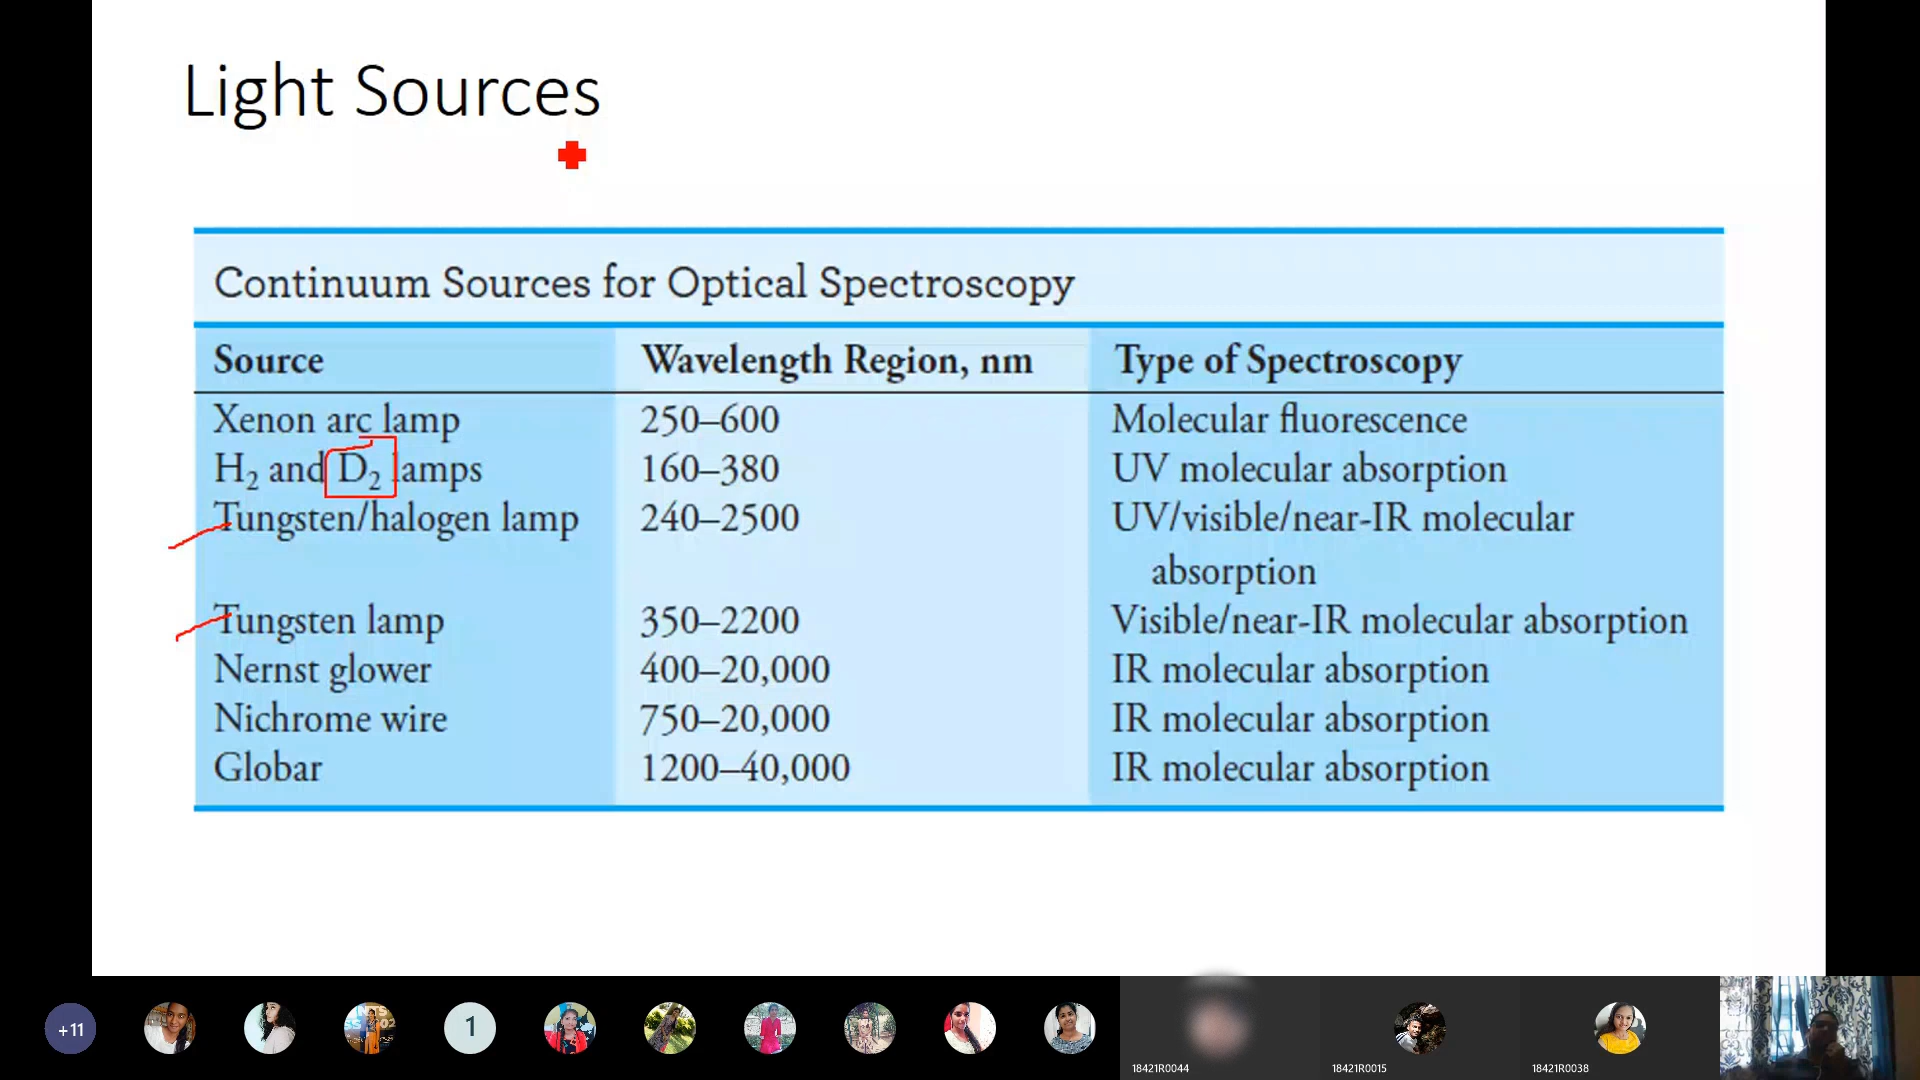 Light Sources
Continuum Sources for Optical Spectroscopy
Source Wavelength Region, nm Type of Spectroscopy
Xenon arc lamp 250–600 Molecular fluorescence
H₂ and D₂ lamps 160–380 UV molecular absorption
Tungsten/halogen lamp 240–2500 UV/visible/near-IR molecular
absorption
Tungsten lamp 350–2200 Visible/near-IR molecular absorption
Nernst glower 400–20,000 IR molecular absorption
Nichrome wire 750–20,000 IR molecular absorption
Globar 1200–40,000 IR molecular absorption
+11 1
18421R0044 18421R0015 18421R0038